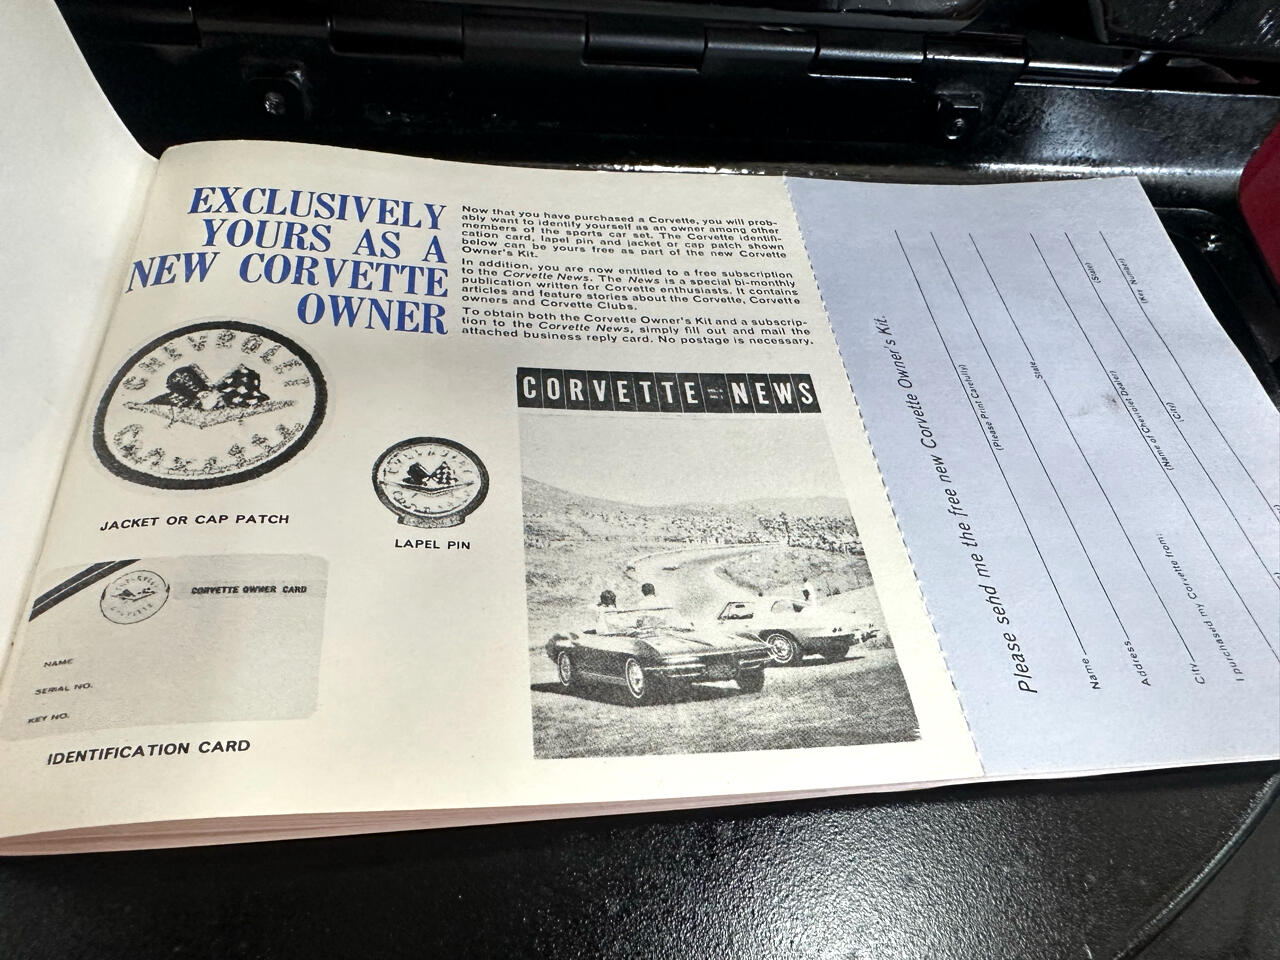 EXCLUSIVELY
YOURS AS A
NEW CORVETTE
OWNER
Now that you have purchased a Corvette, you will prob-
ably want to identify yourself as an owner among other
members of the sports car set. The Corvette identifi-
cation card, lapel pin and jacket or cap patch shown
below can be yours free as part of the new Corvette
Owner's Kit.
In addition, you are now entitled to a free subscription
to the Corvette News. The News is a special bi-monthly
publication written for Corvette enthusiasts. It contains
articles and feature stories about the Corvette, Corvette
owners and Corvette Clubs.
To obtain both the Corvette Owner's Kit and a subscrip-
tion to the Corvette News, simply fill out and mail the
attached business reply card. No postage is necessary.
CHEVROLET
CORVETTE
JACKET OR CAP PATCH
CHEVROLET
CORVETTE
LAPEL PIN
CORVETTE NEWS
CORVETTE OWNER CARD
NAME
SERIAL NO.
KEY NO.
IDENTIFICATION CARD
Please send me the free new Corvette Owner's Kit.
Name
(Please Print Carefully)
Address
City
State
I purchased my Corvette from:
(Name of Chevrolet Dealer)
(City)
(State)
(Key Number)